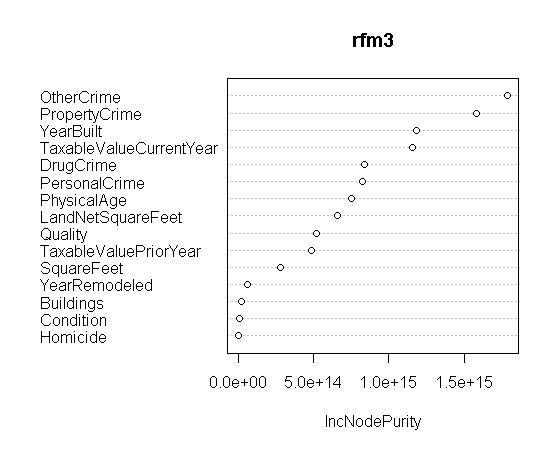 rfm3
OtherCrime
PropertyCrime
YearBuilt
TaxableValueCurrentYear
DrugCrime
PersonalCrime
PhysicalAge
LandNetSquareFeet
Quality
TaxableValuePriorYear
SquareFeet
YearRemodeled
Buildings
Condition
Homicide
0.0e+00 5.0e+14 1.0e+15 1.5e+15
IncNodePurity